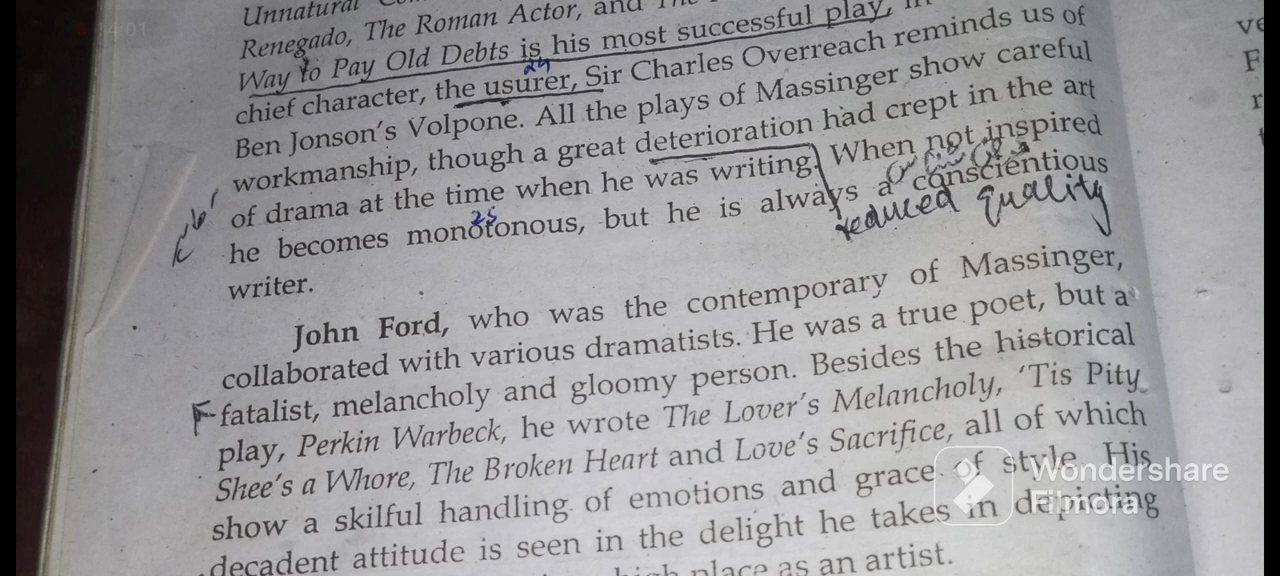 Unnatural
Renegado, The Roman Actor, and
Way to Pay Old Debts is his most successful play,
chief character, the usurer, Sir Charles Overreach reminds us of
Ben Jonson's Volpone. All the plays of Massinger show careful
workmanship, though a great deterioration had crept in the art
of drama at the time when he was writing. When not inspired
he becomes monotonous, but he is always a conscientious
reduced quality
writer.
John Ford, who was the contemporary of Massinger,
collaborated with various dramatists. He was a true poet, but a
fatalist, melancholy and gloomy person. Besides the historical
play, Perkin Warbeck, he wrote The Lover's Melancholy, 'Tis Pity
Shee's a Whore, The Broken Heart and Love's Sacrifice, all of which
show a skilful handling of emotions and grace of style. His
decadent attitude is seen in the delight he takes in depicting
place as an artist.
Wondershare
Filmora